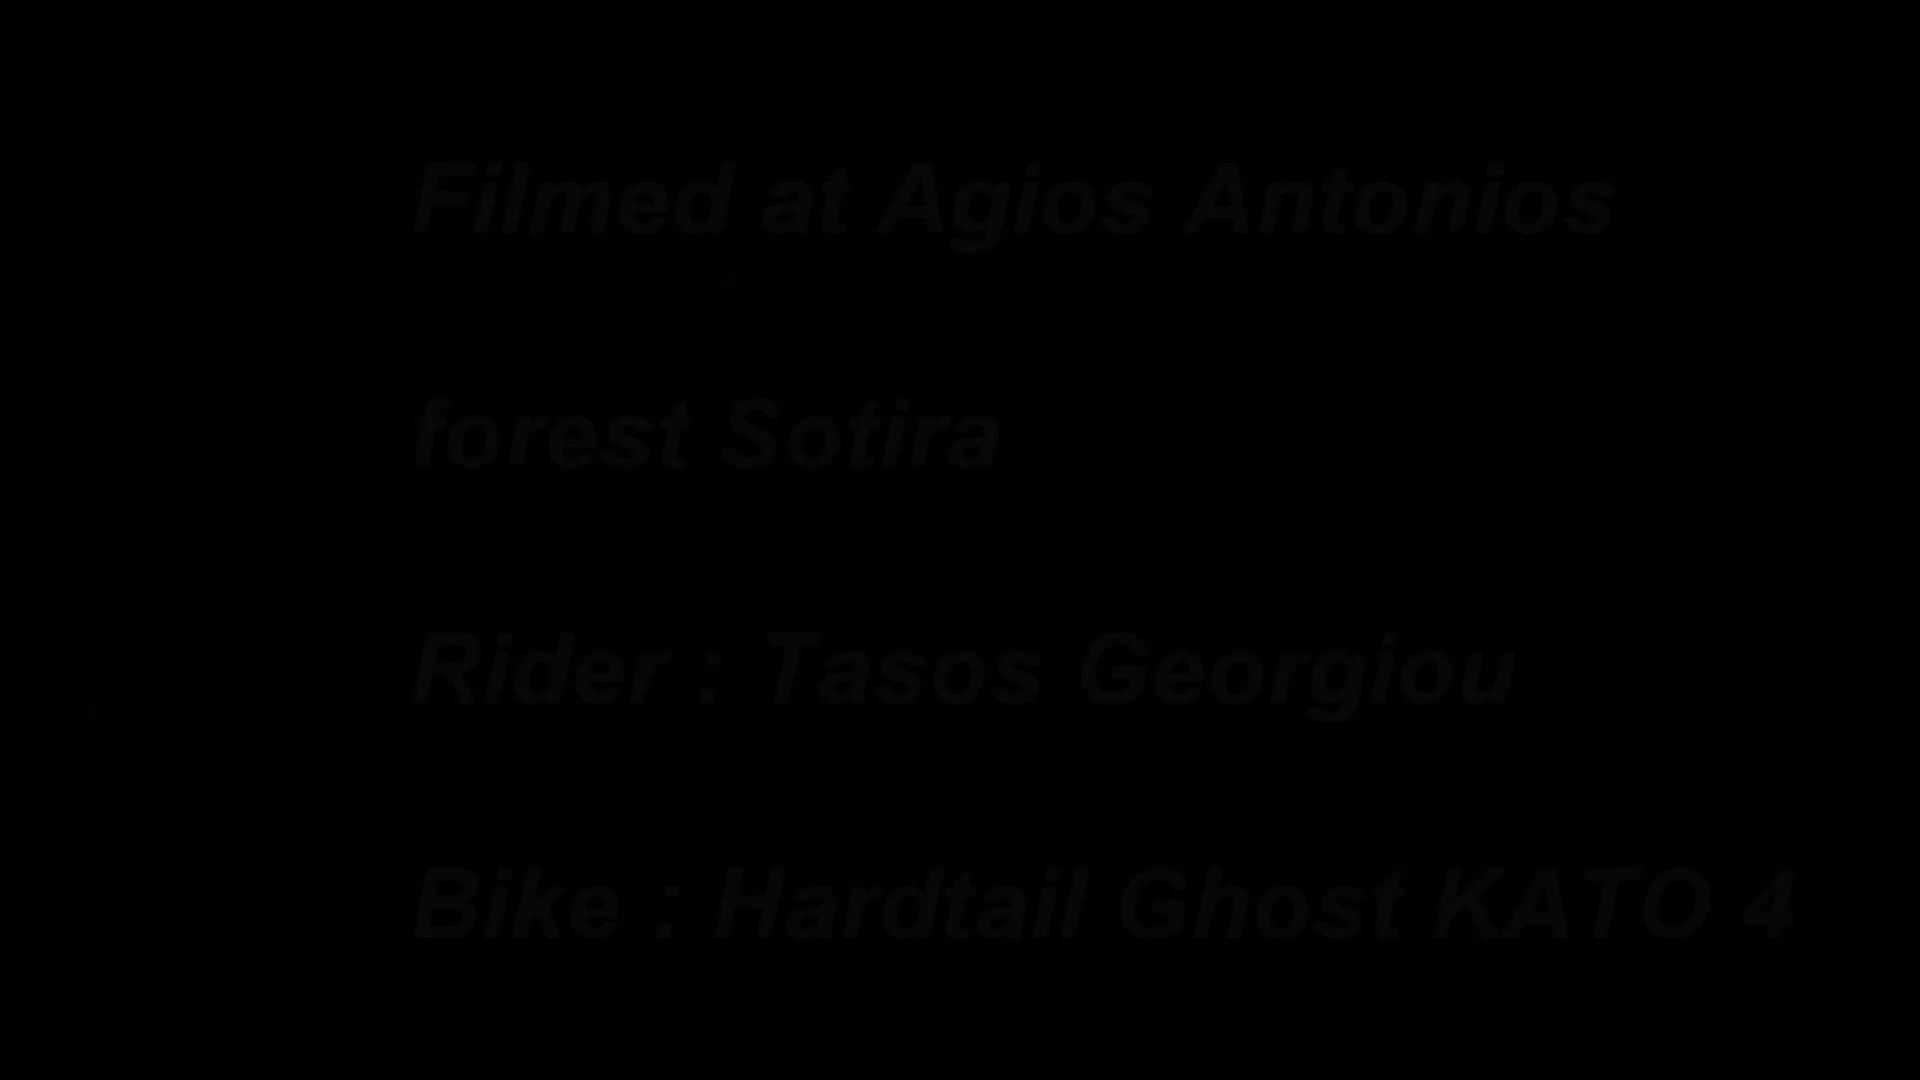 Filmed at Agios Antonios
forest Sotira
Rider : Tasos Georgiou
Bike : Hardtail Ghost KATO 4